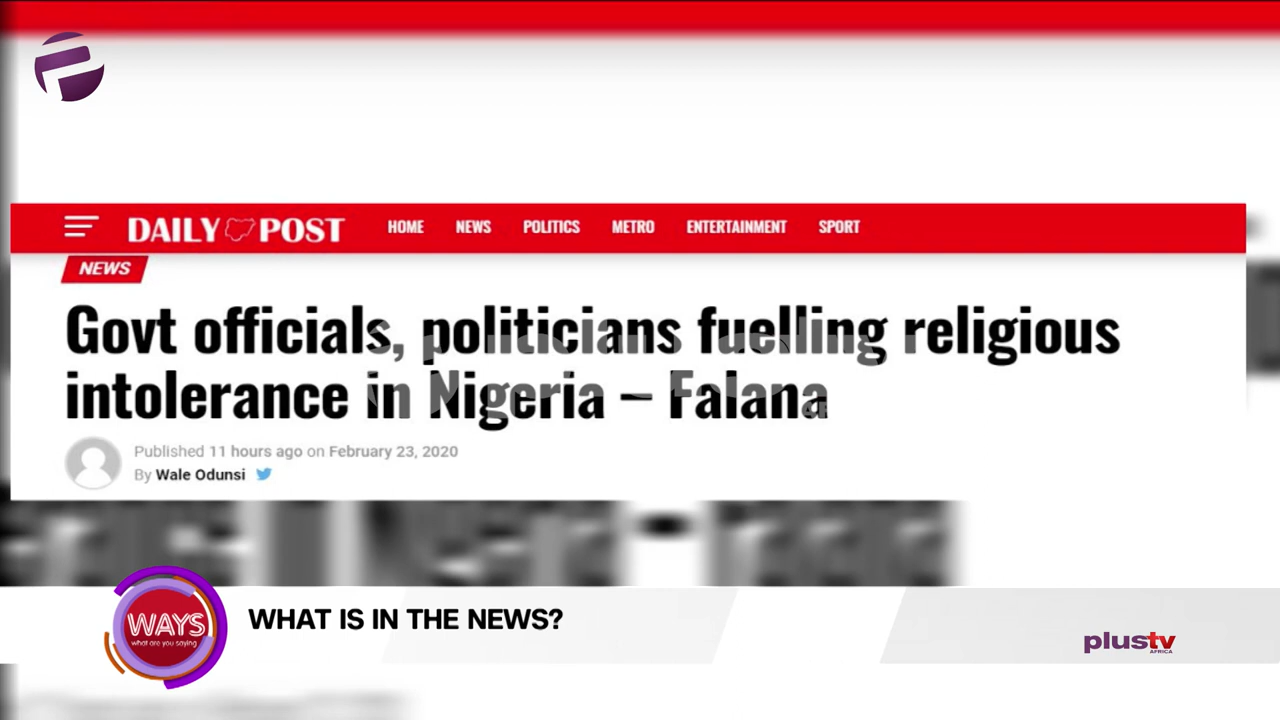 DAILY POST
HOME NEWS POLITICS METRO ENTERTAINMENT SPORT
NEWS
Govt officials, politicians fuelling religious
intolerance in Nigeria – Falana
Published 11 hours ago on February 23, 2020
By Wale Odunsi
WAYS
what are you saying
WHAT IS IN THE NEWS?
plustv
AFRICA